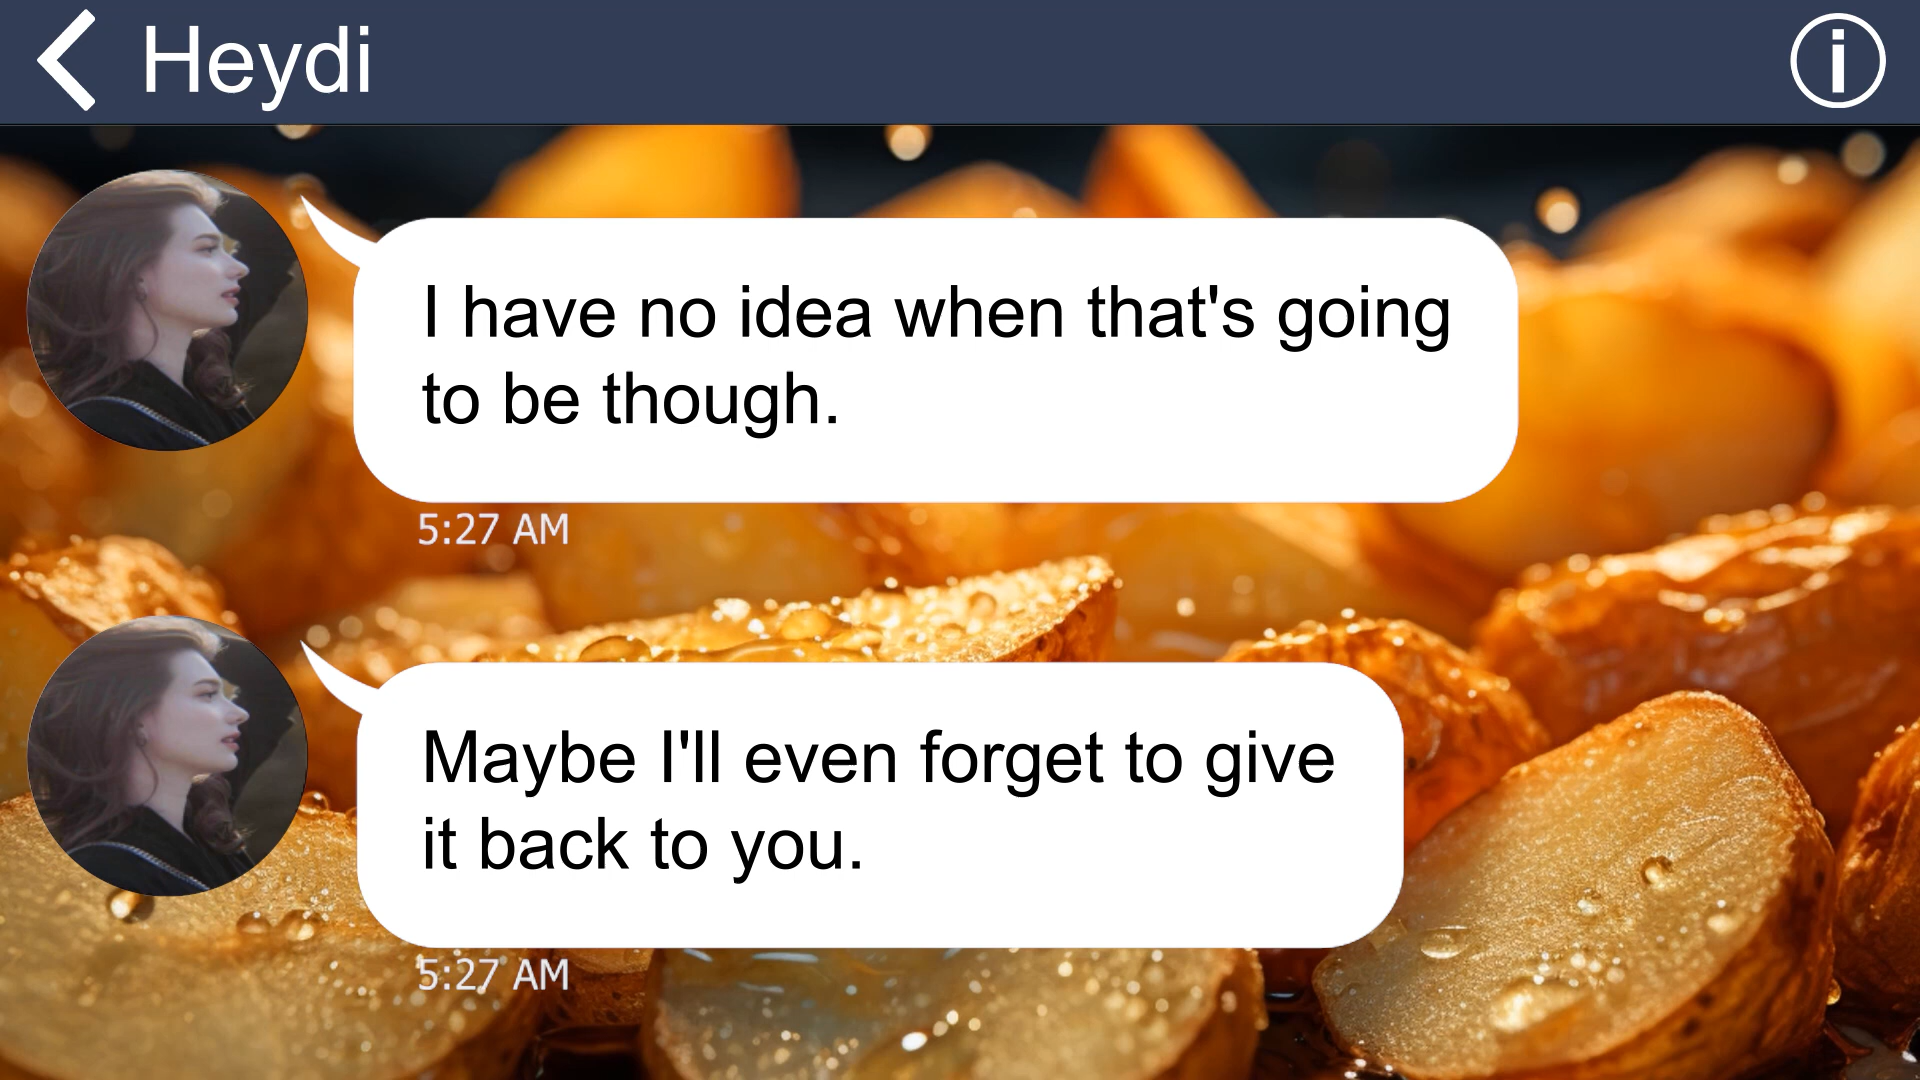 Heydi
I have no idea when that's going
to be though.
5:27 AM
Maybe I'll even forget to give
it back to you.
5:27 AM